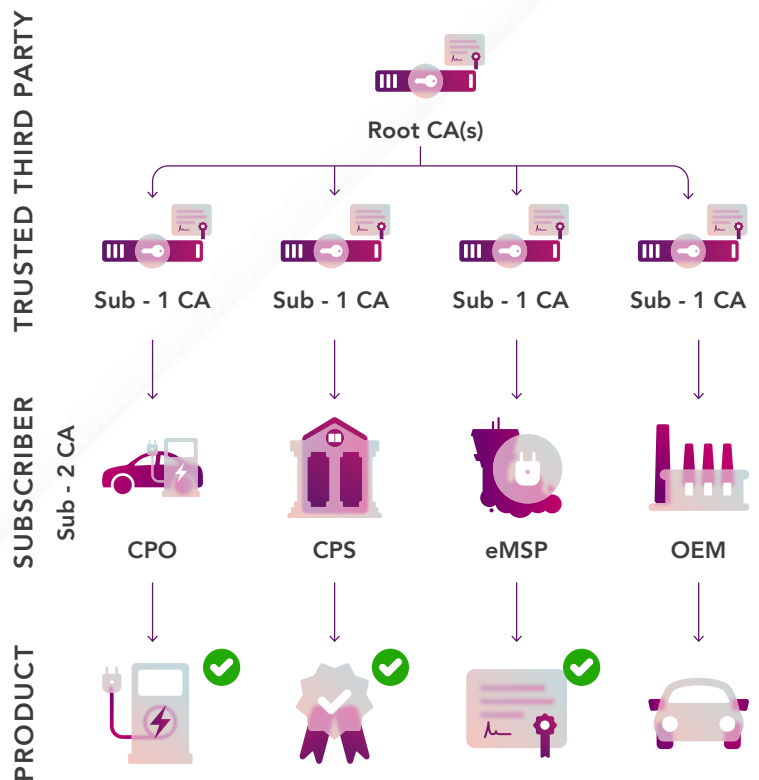 TRUSTED THIRD PARTY
Root CA(s)
Sub - 1 CA
Sub - 1 CA
Sub - 1 CA
Sub - 1 CA
SUBSCRIBER
Sub - 2 CA
CPO
CPS
eMSP
OEM
PRODUCT